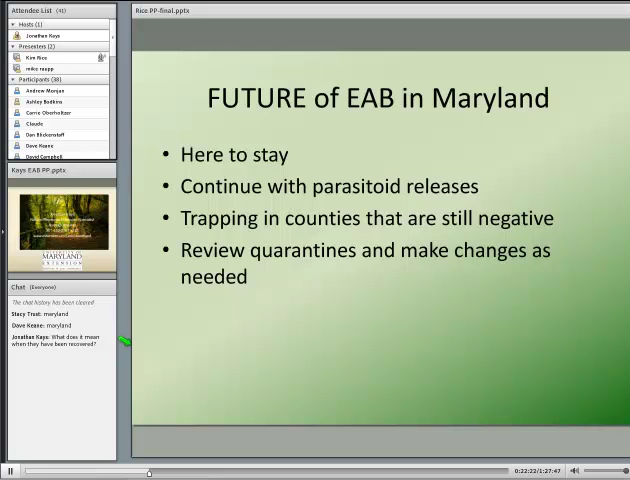 Attendee List (41)
Rice PP-final.pptx
Hosts (1)
Jonathan Kays
Presenters (2)
Kim Rice
mike raupp
Participants (38)
Andrew Monjan
Ashley Bodkins
Carrie Oberholtzer
Claude
Dan Blickenstaff
Dave Keane
David Campbell
Kays EAB PP.pptx
MARYLAND
EXTENSION
Chat (Everyone)
The chat history has been cleared
Stacy Trust: maryland
Dave Keane: maryland
Jonathan Kays: What does it mean
when they have been recovered?
FUTURE of EAB in Maryland
• Here to stay
• Continue with parasitoid releases
• Trapping in counties that are still negative
• Review quarantines and make changes as
needed
0:22:22/1:27:47